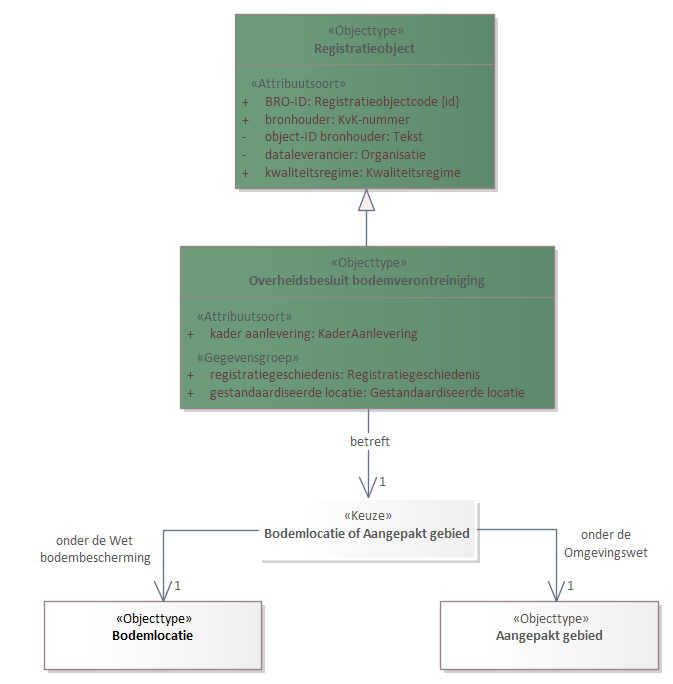 «Objecttype»
Registratieobject
«Attribuutsoort»
+ BRO-ID: Registratieobjectcode {id}
+ bronhouder: KvK-nummer
- object-ID bronhouder: Tekst
- dataleverancier: Organisatie
+ kwaliteitsregime: Kwaliteitsregime
«Objecttype»
Overheidsbesluit bodemverontreiniging
«Attribuutsoort»
+ kader aanlevering: KaderAanlevering
«Gegevensgroep»
+ registratiegeschiedenis: Registratiegeschiedenis
+ gestandaardiseerde locatie: Gestandaardiseerde locatie
betreft
1
«Keuze»
Bodemlocatie of Aangepakt gebied
onder de Wet
bodembescherming
1
onder de
Omgevingswet
1
«Objecttype»
Bodemlocatie
«Objecttype»
Aangepakt gebied